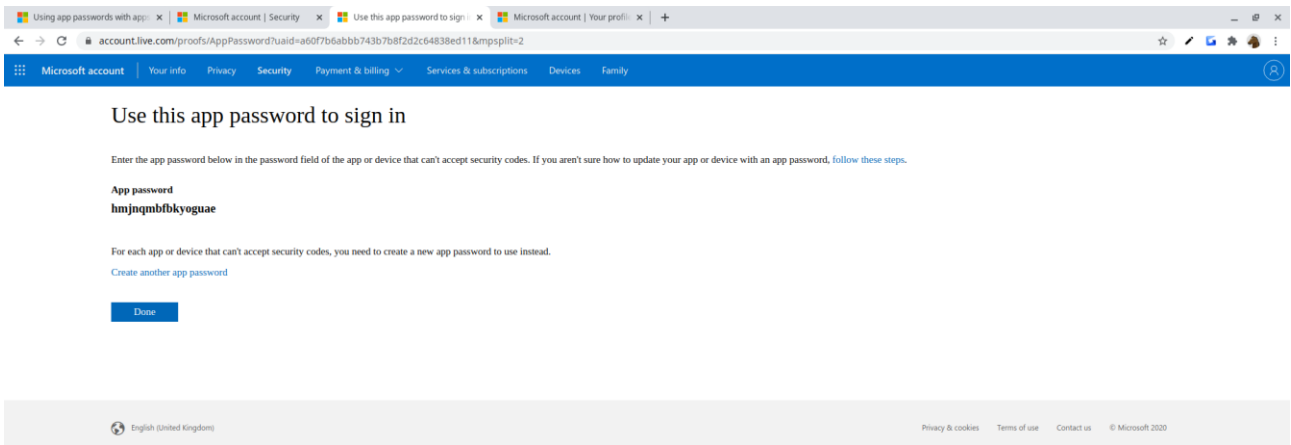 Using app passwords with app
Microsoft account | Security
Use this app password to sign i
Microsoft account | Your profil
account.live.com/proofs/AppPassword?uaid=a60f7b6abbb743b7b8f2d2c64838ed11&mpsplit=2
Microsoft account Your info Privacy Security Payment & billing Services & subscriptions Devices Family
Use this app password to sign in
Enter the app password below in the password field of the app or device that can't accept security codes. If you aren't sure how to update your app or device with an app password, follow these steps.
App password
hmjnqmbfbkyoguae
For each app or device that can't accept security codes, you need to create a new app password to use instead.
Create another app password
Done
English (United Kingdom) Privacy & cookies Terms of use Contact us © Microsoft 2020